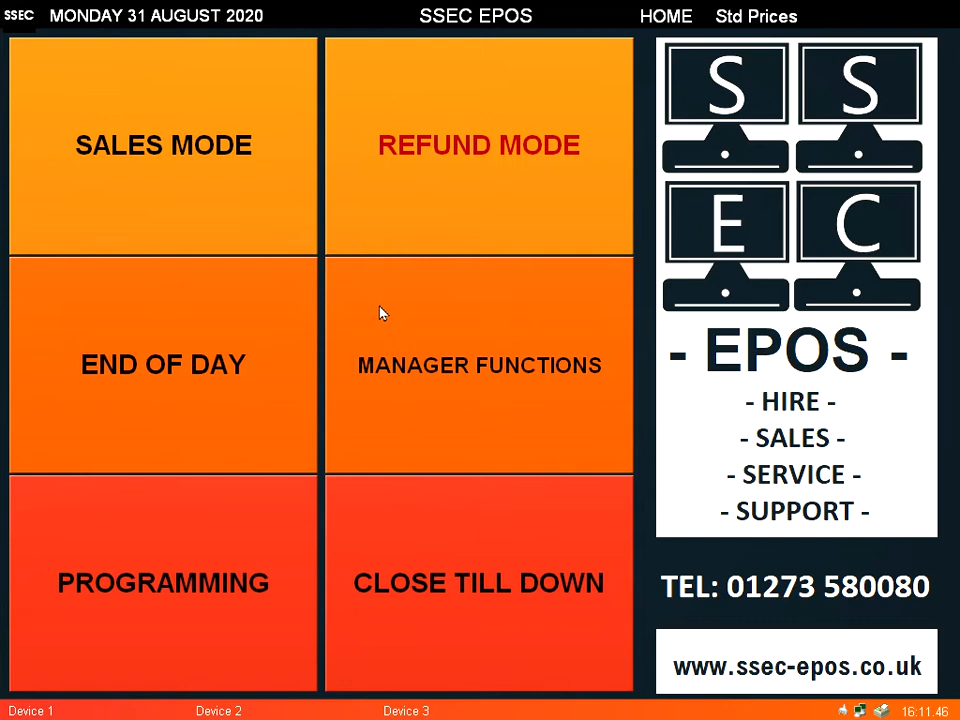 SSEC MONDAY 31 AUGUST 2020 SSEC EPOS HOME Std Prices
SALES MODE REFUND MODE
END OF DAY MANAGER FUNCTIONS
PROGRAMMING CLOSE TILL DOWN
S S
E C
- EPOS -
- HIRE -
- SALES -
- SERVICE -
- SUPPORT -
TEL: 01273 580080
www.ssec-epos.co.uk
Device 1 Device 2 Device 3 16:11.46